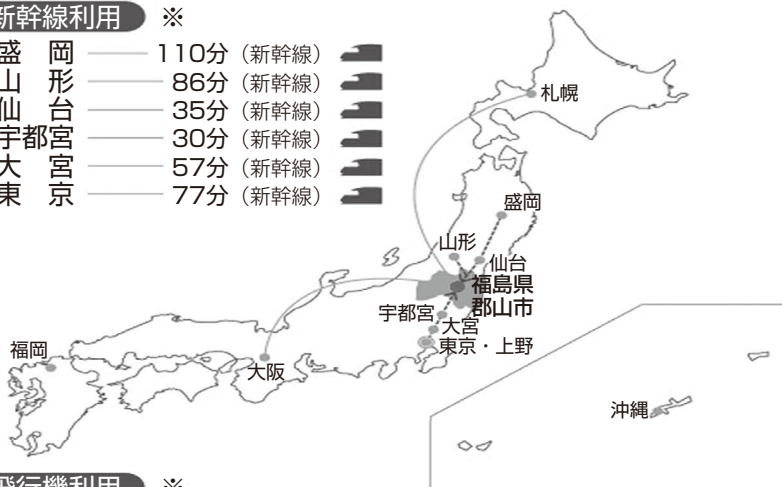 新幹線利用 ※
盛　岡 110分（新幹線）
山　形 86分（新幹線）
仙　台 35分（新幹線）
宇都宮 30分（新幹線）
大　宮 57分（新幹線）
東　京 77分（新幹線）
札幌
盛岡
山形
仙台
福島県
郡山市
宇都宮
大宮
東京・上野
福岡
大阪
沖縄
飛行機利用 ※